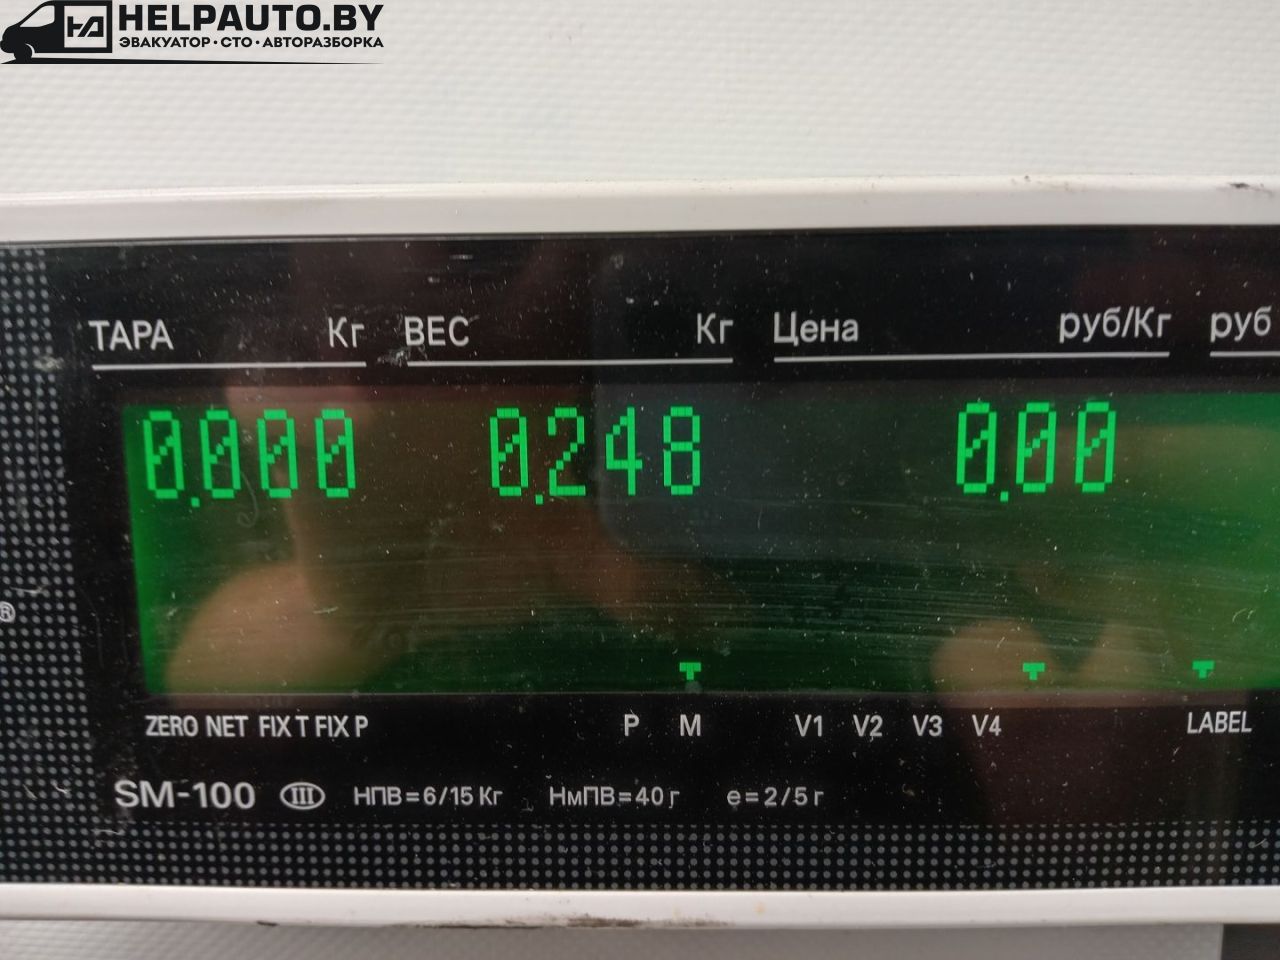 HELPAUTO.BY
ЭВАКУАТОР·СТО·АВТОРАЗБОРКА
ТАРА Кг ВЕС Кг Цена руб/Кг руб
0.000 0.248 0.00
ZERO NET FIX T FIX P P M V1 V2 V3 V4 LABEL
®
SM-100 III НПВ=6/15 Кг НмПВ=40 г e=2/5 г